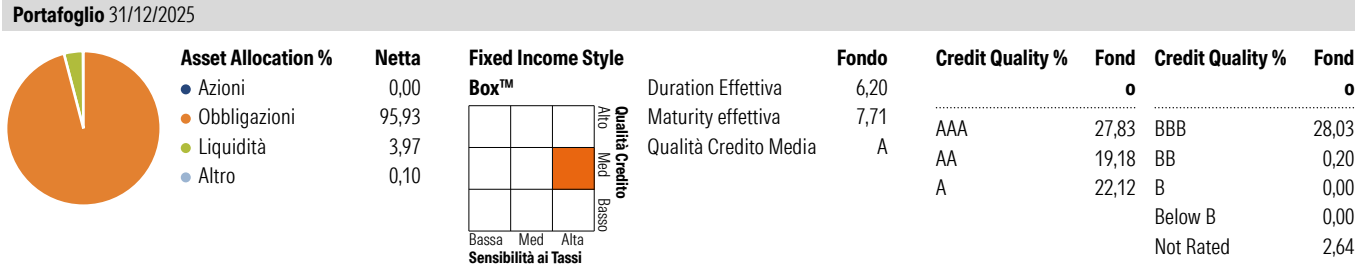 Portafoglio 31/12/2025
Asset Allocation % Netta
Azioni 0,00
Obbligazioni 95,93
Liquidità 3,97
Altro 0,10
Fixed Income Style Box™
Alto Med Basso
Qualità Credito
Bassa Med Alta
Sensibilità ai Tassi
Fondo
Duration Effettiva 6,20
Maturity effettiva 7,71
Qualità Credito Media A
Credit Quality % Fond
o
AAA 27,83
AA 19,18
A 22,12
Credit Quality % Fond
o
BBB 28,03
BB 0,20
B 0,00
Below B 0,00
Not Rated 2,64